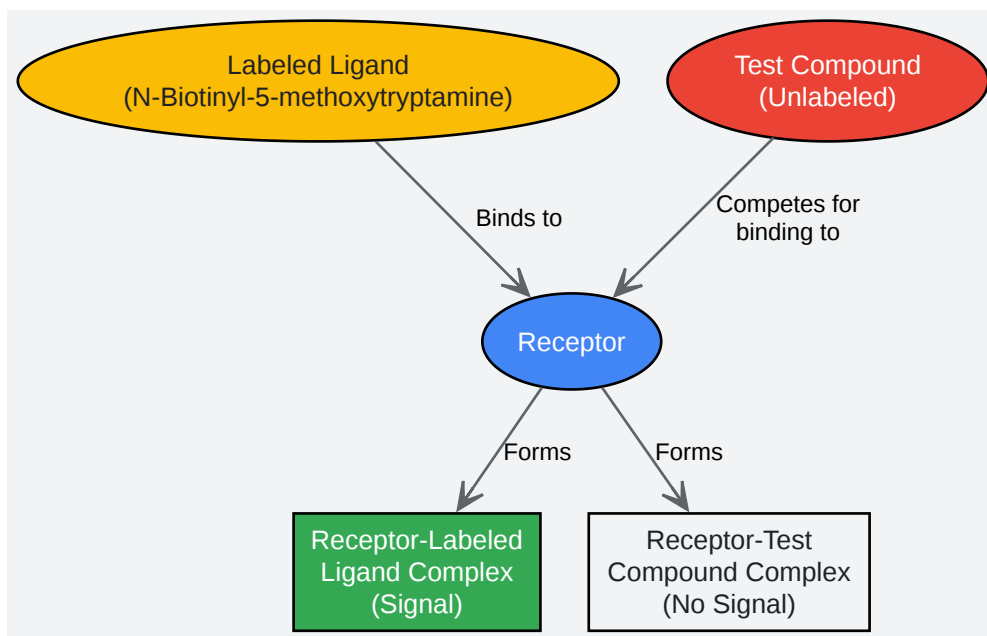 Labeled Ligand
(N-Biotinyl-5-methoxytryptamine)
Test Compound
(Unlabeled)
Binds to
Competes for
binding to
Receptor
Forms
Forms
Receptor-Labeled
Ligand Complex
(Signal)
Receptor-Test
Compound Complex
(No Signal)